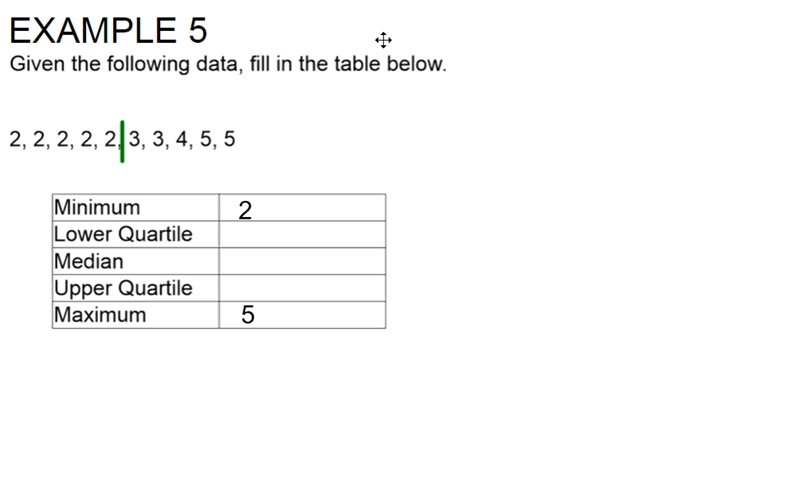 EXAMPLE 5
Given the following data, fill in the table below.
2, 2, 2, 2, 2, 3, 3, 4, 5, 5
Minimum 2
Lower Quartile
Median
Upper Quartile
Maximum 5